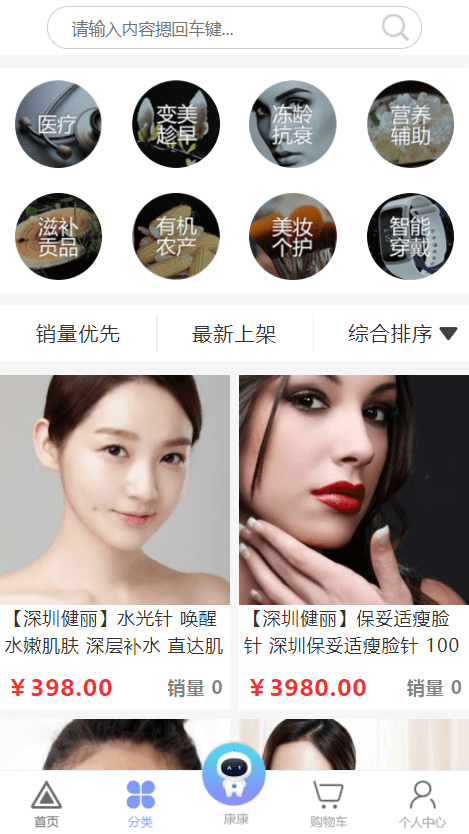 请输入内容摁回车键...
医疗
变美
趁早
冻龄
抗衰
营养
辅助
滋补
贡品
有机
农产
美妆
个护
智能
穿戴
销量优先
最新上架
综合排序
【深圳健丽】水光针 唤醒
水嫩肌肤 深层补水 直达肌
¥398.00
销量 0
【深圳健丽】保妥适瘦脸
针 深圳保妥适瘦脸针 100
¥3980.00
销量 0
首页
分类
康康
购物车
个人中心